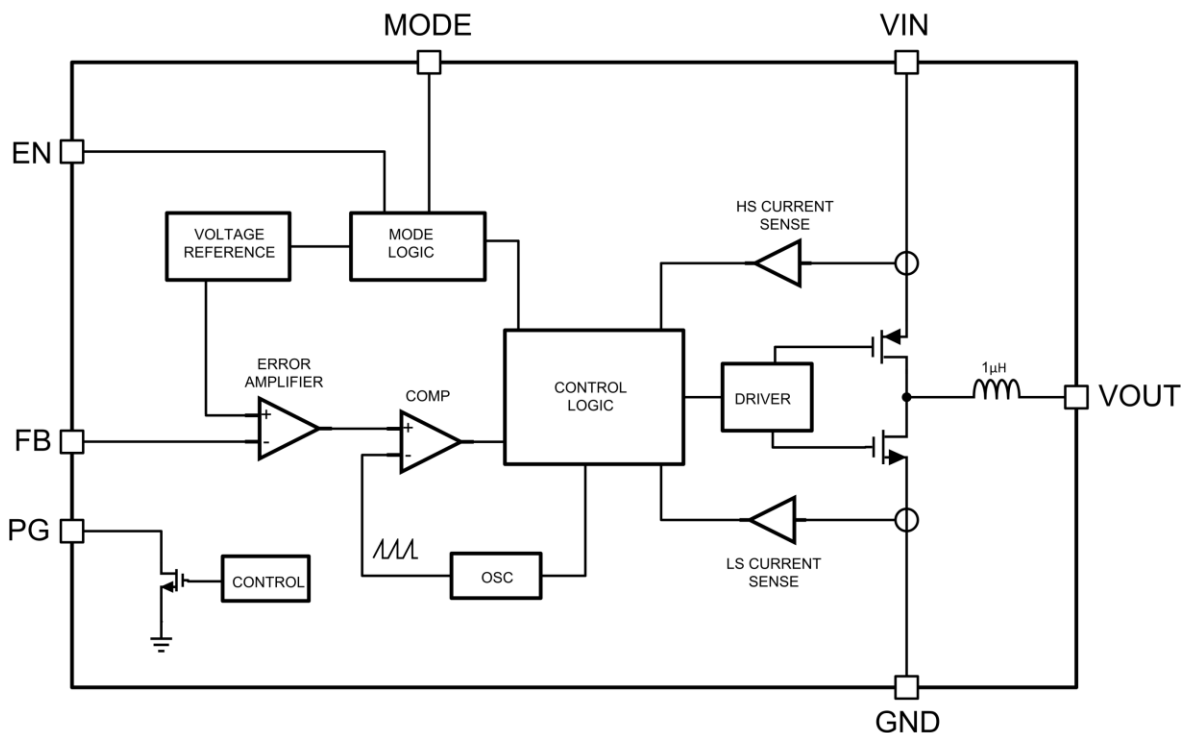 MODE
VIN
EN
HS CURRENT
SENSE
VOLTAGE
REFERENCE
MODE
LOGIC
ERROR
AMPLIFIER
COMP
CONTROL
LOGIC
DRIVER
1µH
VOUT
+
-
+
-
FB
PG
CONTROL
OSC
LS CURRENT
SENSE
GND